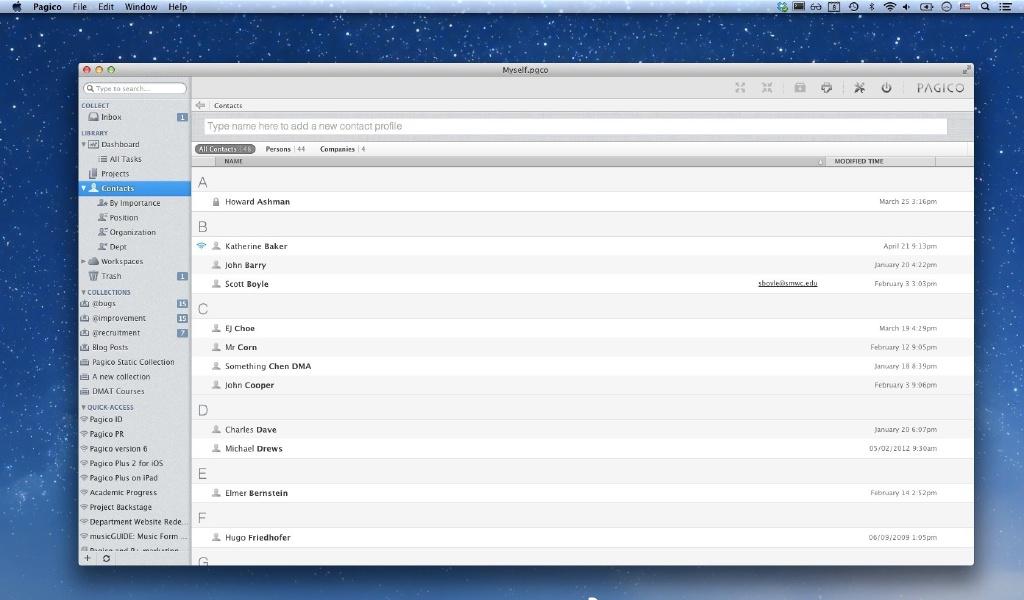 Pagico File Edit Window Help
Myself.pgco
Type to search...
PAGICO
COLLECT
Inbox 1
LIBRARY
Dashboard
All Tasks
Projects
Contacts
By Importance
Position
Organization
Dept
Workspaces
Trash 1
COLLECTIONS
@bugs 15
@improvement 15
@recruitment 7
Blog Posts
Pagico Static Collection
A new collection
DMAT Courses
QUICK-ACCESS
Pagico ID
Pagico PR
Pagico version 6
Pagico Plus 2 for iOS
Pagico Plus on iPad
Academic Progress
Project Backstage
Department Website Rede...
musicGUIDE: Music Form ...
Contacts
Type name here to add a new contact profile
All Contacts 48 Persons 44 Companies 4
NAME MODIFIED TIME
A
Howard Ashman March 25 3:16pm
B
Katherine Baker April 21 9:13pm
John Barry January 20 4:22pm
Scott Boyle sboyle@smwc.edu February 3 3:03pm
C
EJ Choe March 19 4:29pm
Mr Corn February 12 9:05pm
Something Chen DMA January 18 8:39pm
John Cooper February 3 9:06pm
D
Charles Dave January 20 6:07pm
Michael Drews 05/02/2012 9:30am
E
Elmer Bernstein February 14 2:52pm
F
Hugo Friedhofer 06/09/2009 1:05pm
G